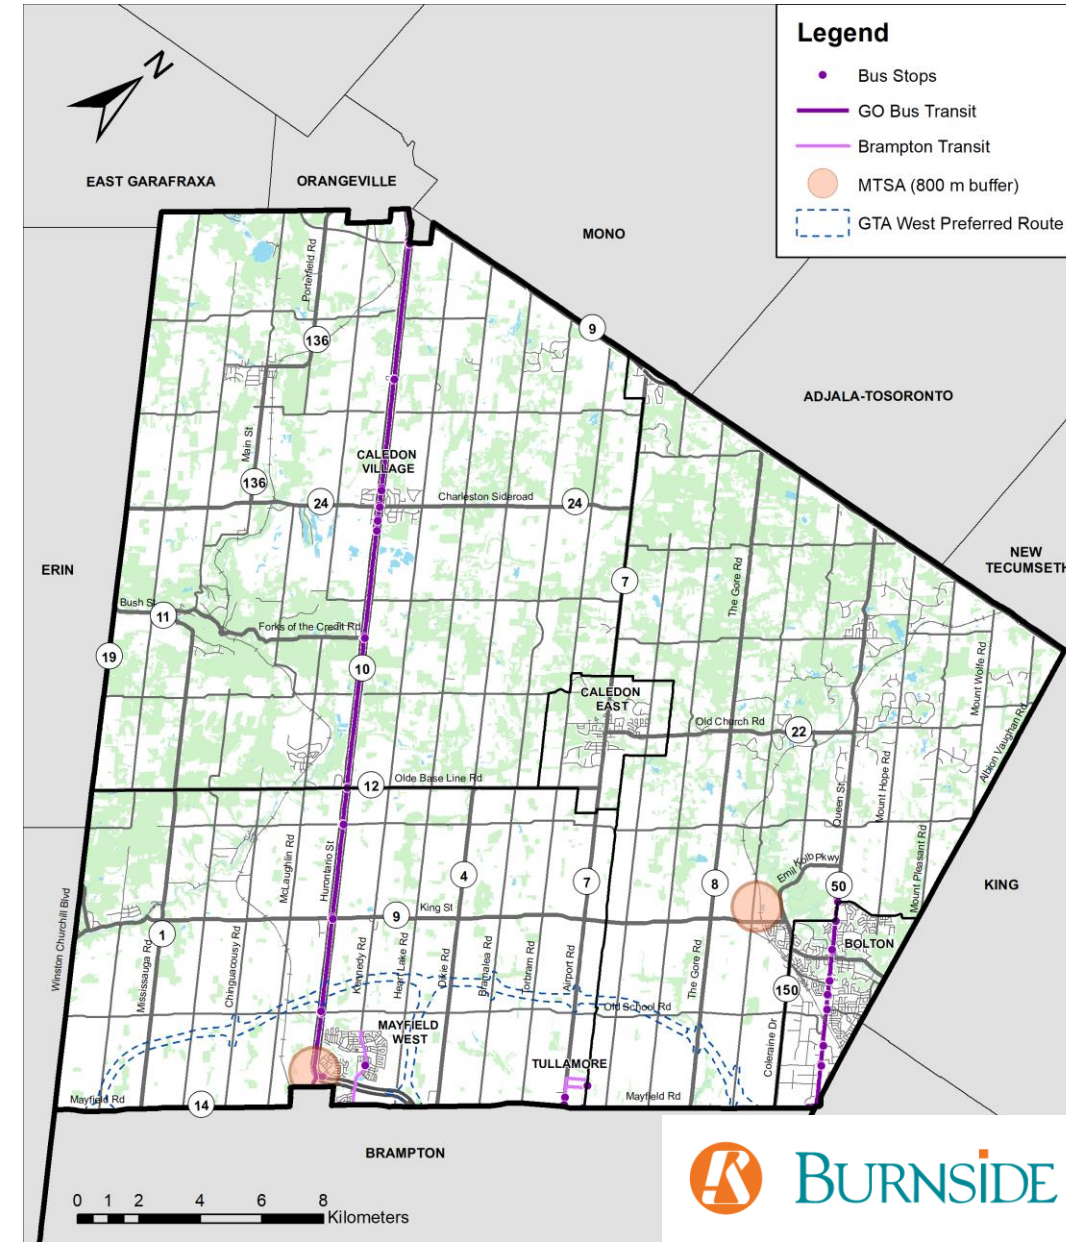 Legend
Bus Stops
GO Bus Transit
Brampton Transit
MTSA (800 m buffer)
GTA West Preferred Route
N
EAST GARAFRAXA
ORANGEVILLE
MONO
Porterfield Rd
9
136
ADJALA-TOSORONTO
Main St
CALEDON
VILLAGE
136
24
Charleston Sideroad
24
NEW
TECUMSETH
ERIN
The Gore Rd
7
Bush St
11
Forks of the Credit Rd
19
10
Mount Wolfe Rd
CALEDON
EAST
Old Church Rd
22
Albion Vaughan Rd
Olde Base Line Rd
12
Queen St
Mount Hope Rd
McLaughlin Rd
Hurontario St
4
7
8
Emil Kolb Pkwy
50
Mount Pleasant Rd
KING
Winston Churchill Blvd
1
9
King St
BOLTON
Mississauga Rd
Chinguacousy Rd
Kennedy Rd
Heart Lake Rd
Dixie Rd
Bramalea Rd
Torbram Rd
Airport Rd
The Gore Rd
150
Old School Rd
MAYFIELD
WEST
TULLAMORE
Coleraine Dr
Mayfield Rd
14
Mayfield Rd
BRAMPTON
0 1 2 4 6 8
Kilometers
BURNSIDE